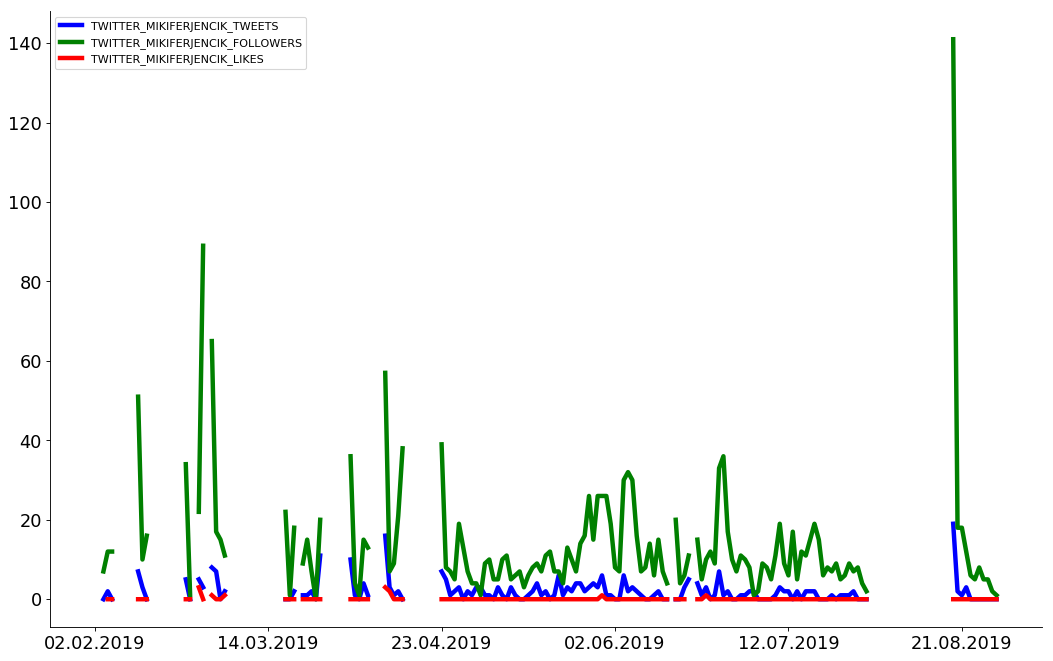 TWITTER_MIKIFERJENCIK_TWEETS
TWITTER_MIKIFERJENCIK_FOLLOWERS
TWITTER_MIKIFERJENCIK_LIKES
140
120
100
80
60
40
20
0
02.02.2019 14.03.2019 23.04.2019 02.06.2019 12.07.2019 21.08.2019